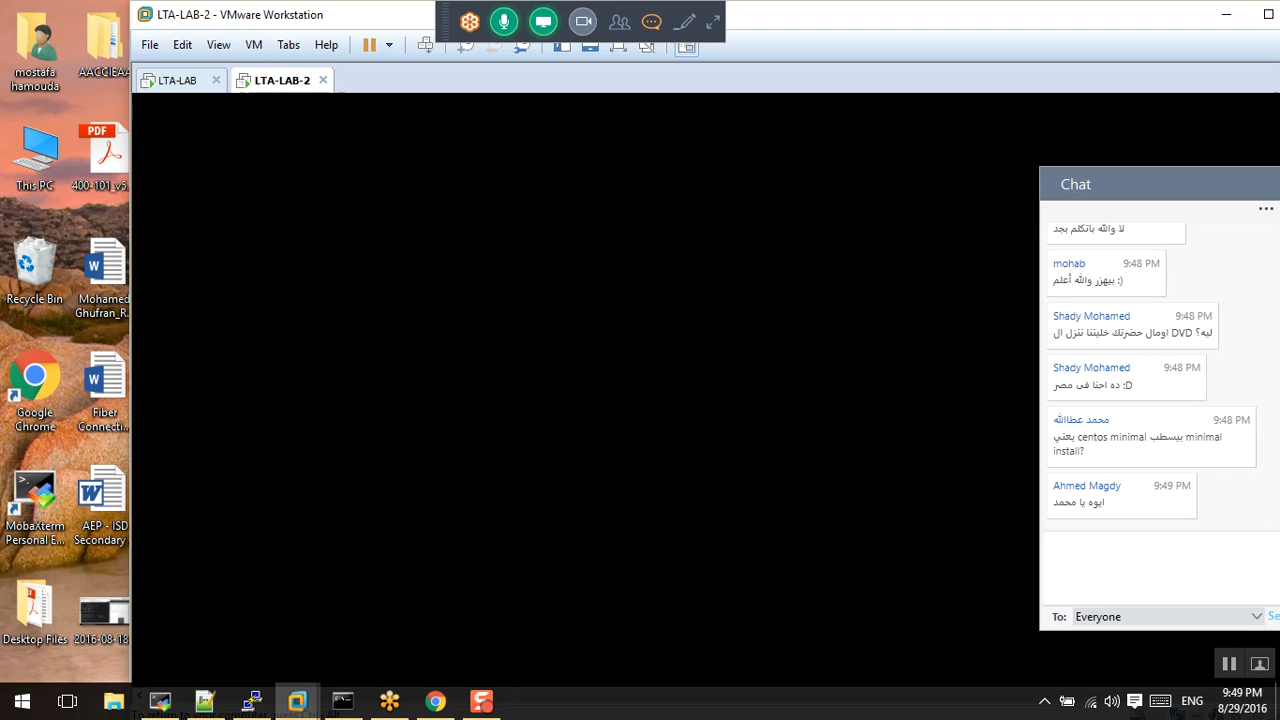 LTA-LAB-2 - VMware Workstation
File Edit View VM Tabs Help
LTA-LAB
LTA-LAB-2
mostafa
hamouda
AACCIEAA
This PC
PDF
400-101_v5.
Recycle Bin
Mohamed
Ghufran_R.
Google
Chrome
Fiber
Connecti..
MobaXterm
Personal E...
AEP - ISD
Secondary
Desktop Files
2016-08-18
Chat
لا والله باتكلم بجد
mohab 9:48 PM
بيهزر والله أعلم :)
Shady Mohamed 9:48 PM
اومال حضرتك خليتنا ننزل ال DVD ليه؟
Shady Mohamed 9:48 PM
ده احنا فى مصر :D
محمد عطاالله 9:48 PM
يعني centos minimal بيسطب minimal
install?
Ahmed Magdy 9:49 PM
ايوه يا محمد
To: Everyone
Se
ENG
9:49 PM
8/29/2016